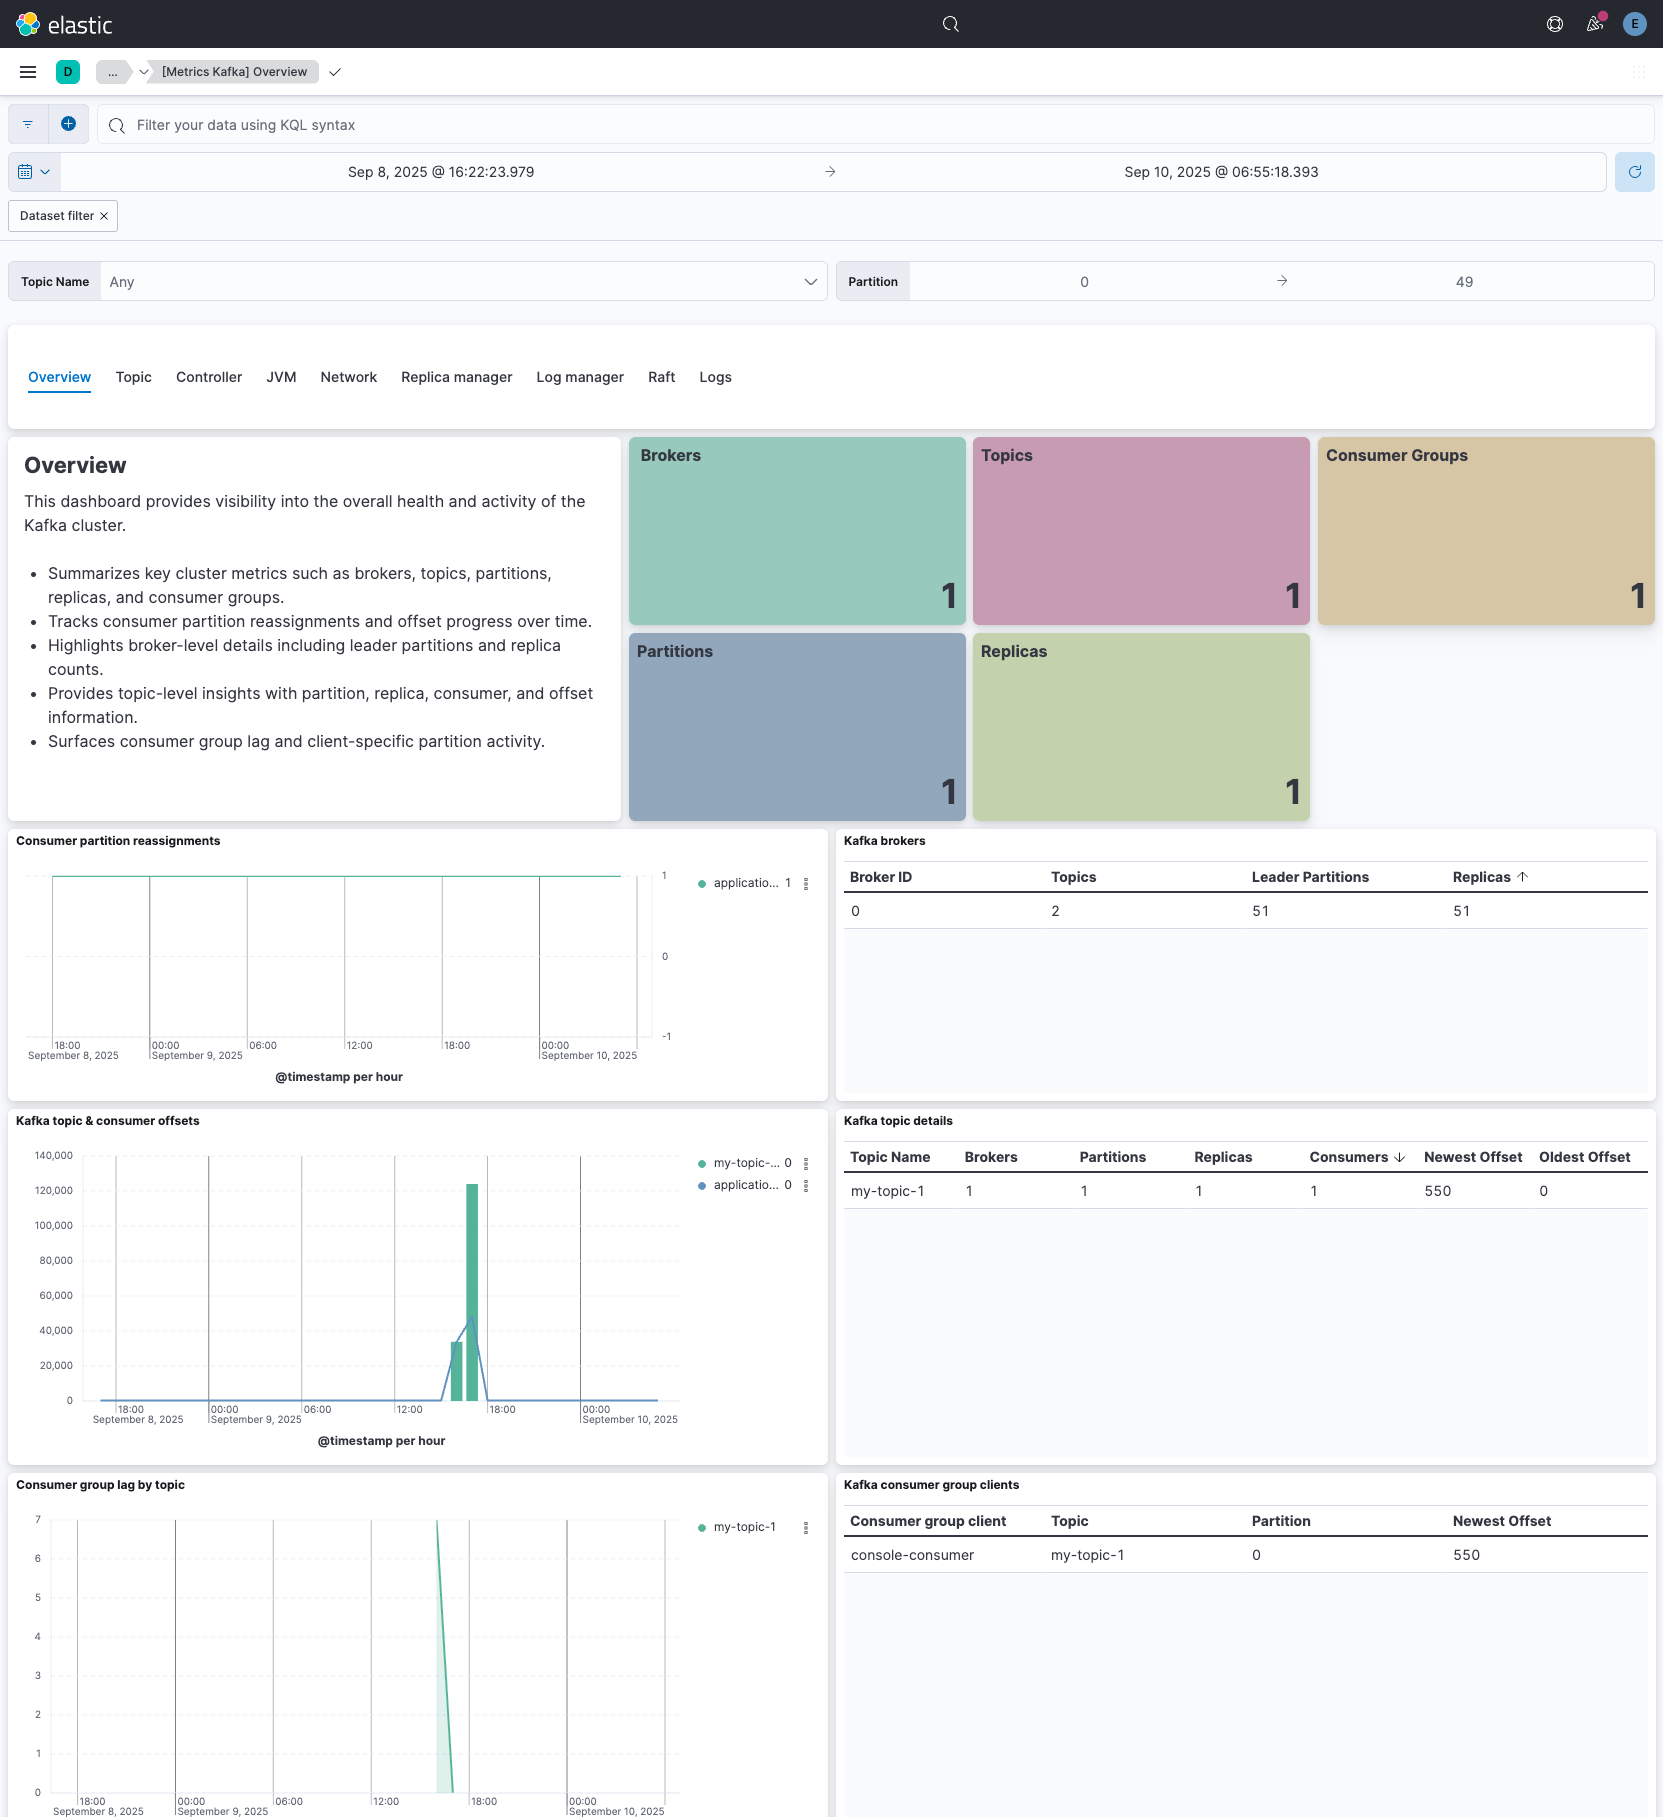 elastic
E
D
...
[Metrics Kafka] Overview
Filter your data using KQL syntax
Sep 8, 2025 @ 16:22:23.979
→
Sep 10, 2025 @ 06:55:18.393
Dataset filter ×
Topic Name
Any
Partition
0
→
49
Overview
Topic
Controller
JVM
Network
Replica manager
Log manager
Raft
Logs
Overview
This dashboard provides visibility into the overall health and activity of the
Kafka cluster.
• Summarizes key cluster metrics such as brokers, topics, partitions,
replicas, and consumer groups.
• Tracks consumer partition reassignments and offset progress over time.
• Highlights broker-level details including leader partitions and replica
counts.
• Provides topic-level insights with partition, replica, consumer, and offset
information.
• Surfaces consumer group lag and client-specific partition activity.
Brokers
1
Topics
1
Consumer Groups
1
Partitions
1
Replicas
1
Consumer partition reassignments
1
0
-1
applicatio... 1
18:00
00:00
06:00
12:00
18:00
00:00
September 8, 2025
September 9, 2025
September 10, 2025
@timestamp per hour
Kafka brokers
Broker ID Topics Leader Partitions Replicas ↑
0 2 51 51
Kafka topic & consumer offsets
140,000
120,000
100,000
80,000
60,000
40,000
20,000
0
my-topic-... 0
applicatio... 0
18:00
00:00
06:00
12:00
18:00
00:00
September 8, 2025
September 9, 2025
September 10, 2025
@timestamp per hour
Kafka topic details
Topic Name Brokers Partitions Replicas Consumers ↓ Newest Offset Oldest Offset
my-topic-1 1 1 1 1 550 0
Consumer group lag by topic
7
6
5
4
3
2
1
0
my-topic-1
18:00
00:00
06:00
12:00
18:00
00:00
September 8, 2025
September 9, 2025
September 10, 2025
Kafka consumer group clients
Consumer group client Topic Partition Newest Offset
console-consumer my-topic-1 0 550